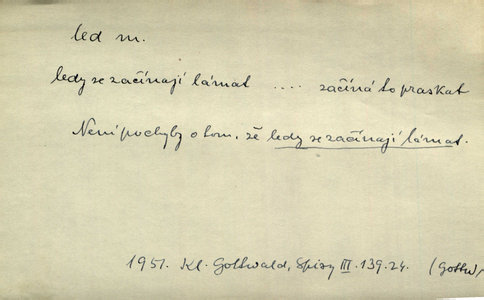 led m.
ledy se začínají lámat .... začíná to praskat
Není pochyby o tom, že ledy se začínají lámat.
1951. Kl. Gottwald, Spisy III. 139.24. (Gottw)